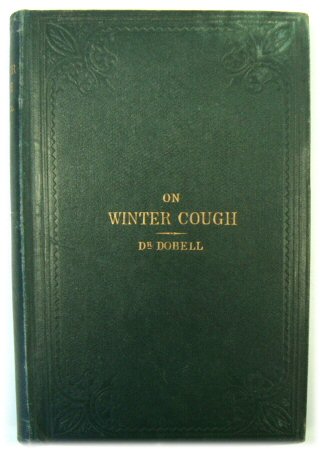 ON
WINTER COUGH
DR DOBELL